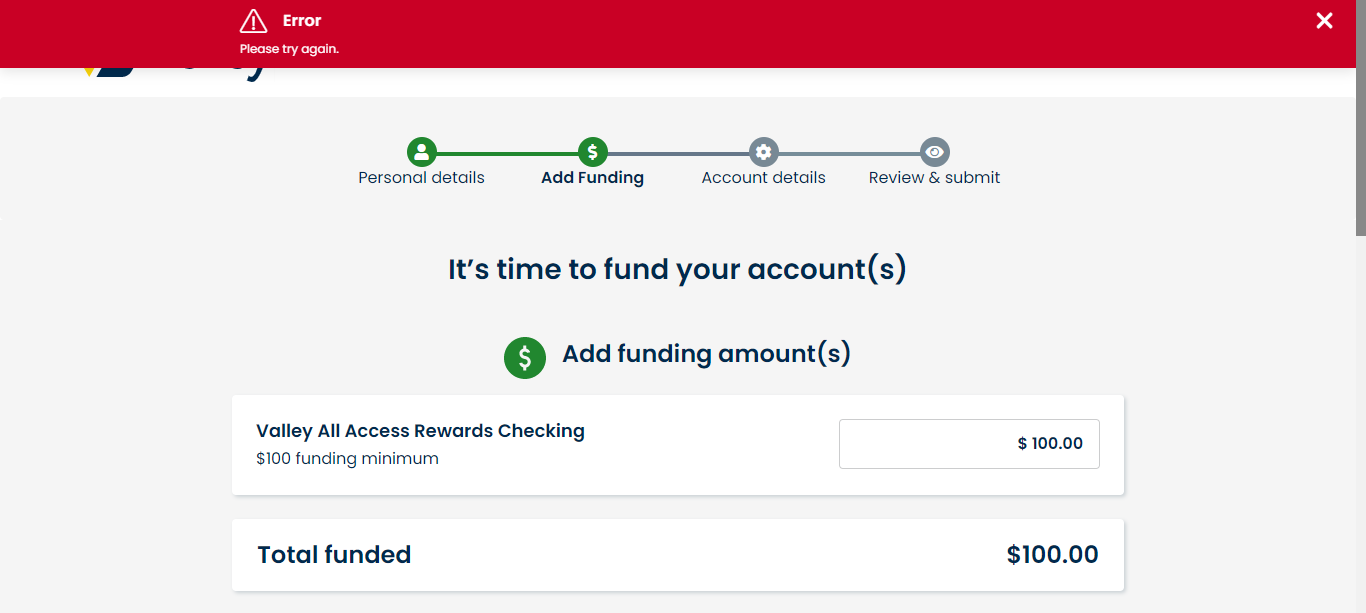 Error
Please try again.
Personal details
Add Funding
Account details
Review & submit
It’s time to fund your account(s)
$ Add funding amount(s)
Valley All Access Rewards Checking
$100 funding minimum
$ 100.00
Total funded
$100.00